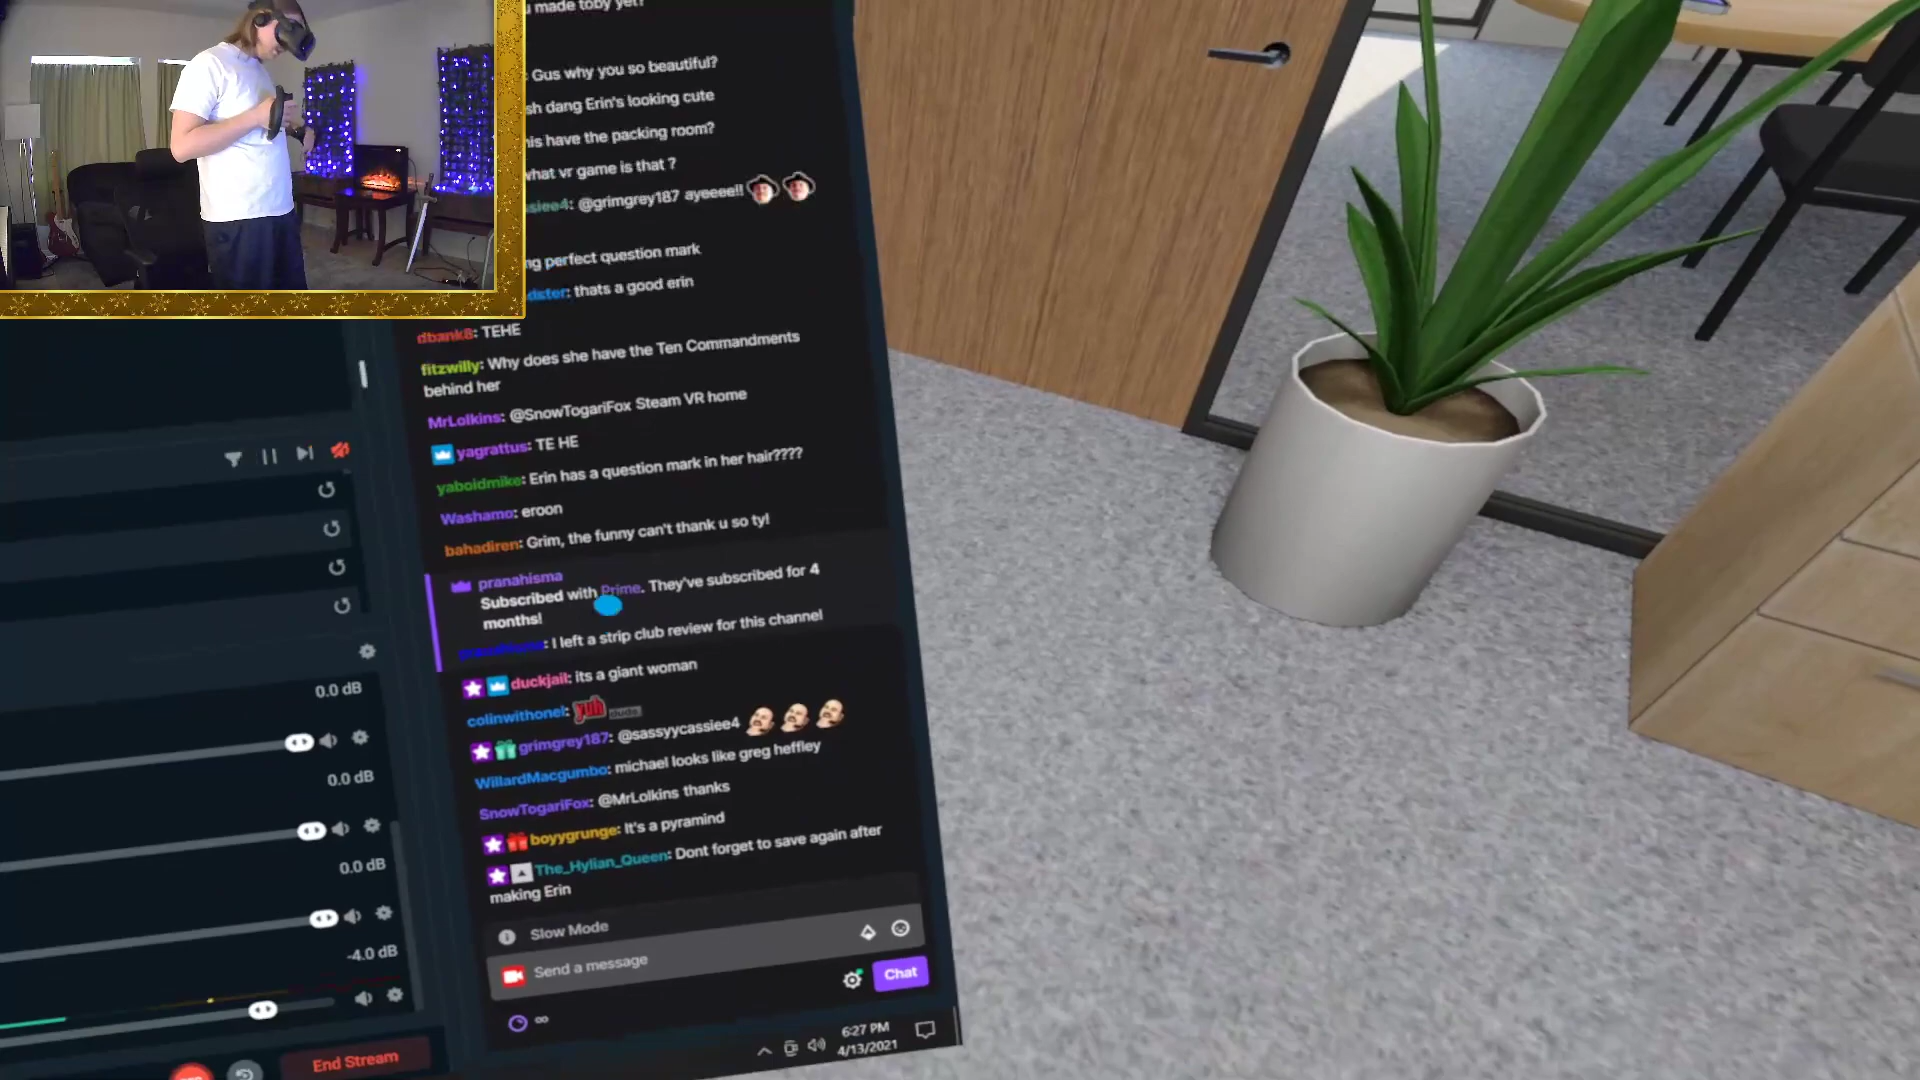 u made toby yet?
: Gus why you so beautiful?
sh dang Erin's looking cute
his have the packing room?
what vr game is that ?
ssiee4: @grimgrey187 ayeeee!!
ng perfect question mark
dster: thats a good erin
dbank8: TEHE
fitzwilly: Why does she have the Ten Commandments
behind her
MrLolkins: @SnowTogariFox Steam VR home
yagrattus: TE HE
yaboidmike: Erin has a question mark in her hair????
Washamo: eroon
bahadiren: Grim, the funny can't thank u so ty!
pranahisma
Subscribed with Prime. They've subscribed for 4
months!
: I left a strip club review for this channel
duckjail: its a giant woman
colinwithonel: yuh dude
grimgrey187: @sassyycassiee4
WillardMacgumbo: michael looks like greg heffley
SnowTogariFox: @MrLolkins thanks
boyygrunge: It's a pyramind
The_Hylian_Queen: Dont forget to save again after
making Erin
Slow Mode
Send a message
Chat
∞
0.0 dB
0.0 dB
0.0 dB
-4.0 dB
End Stream
6:27 PM
4/13/2021